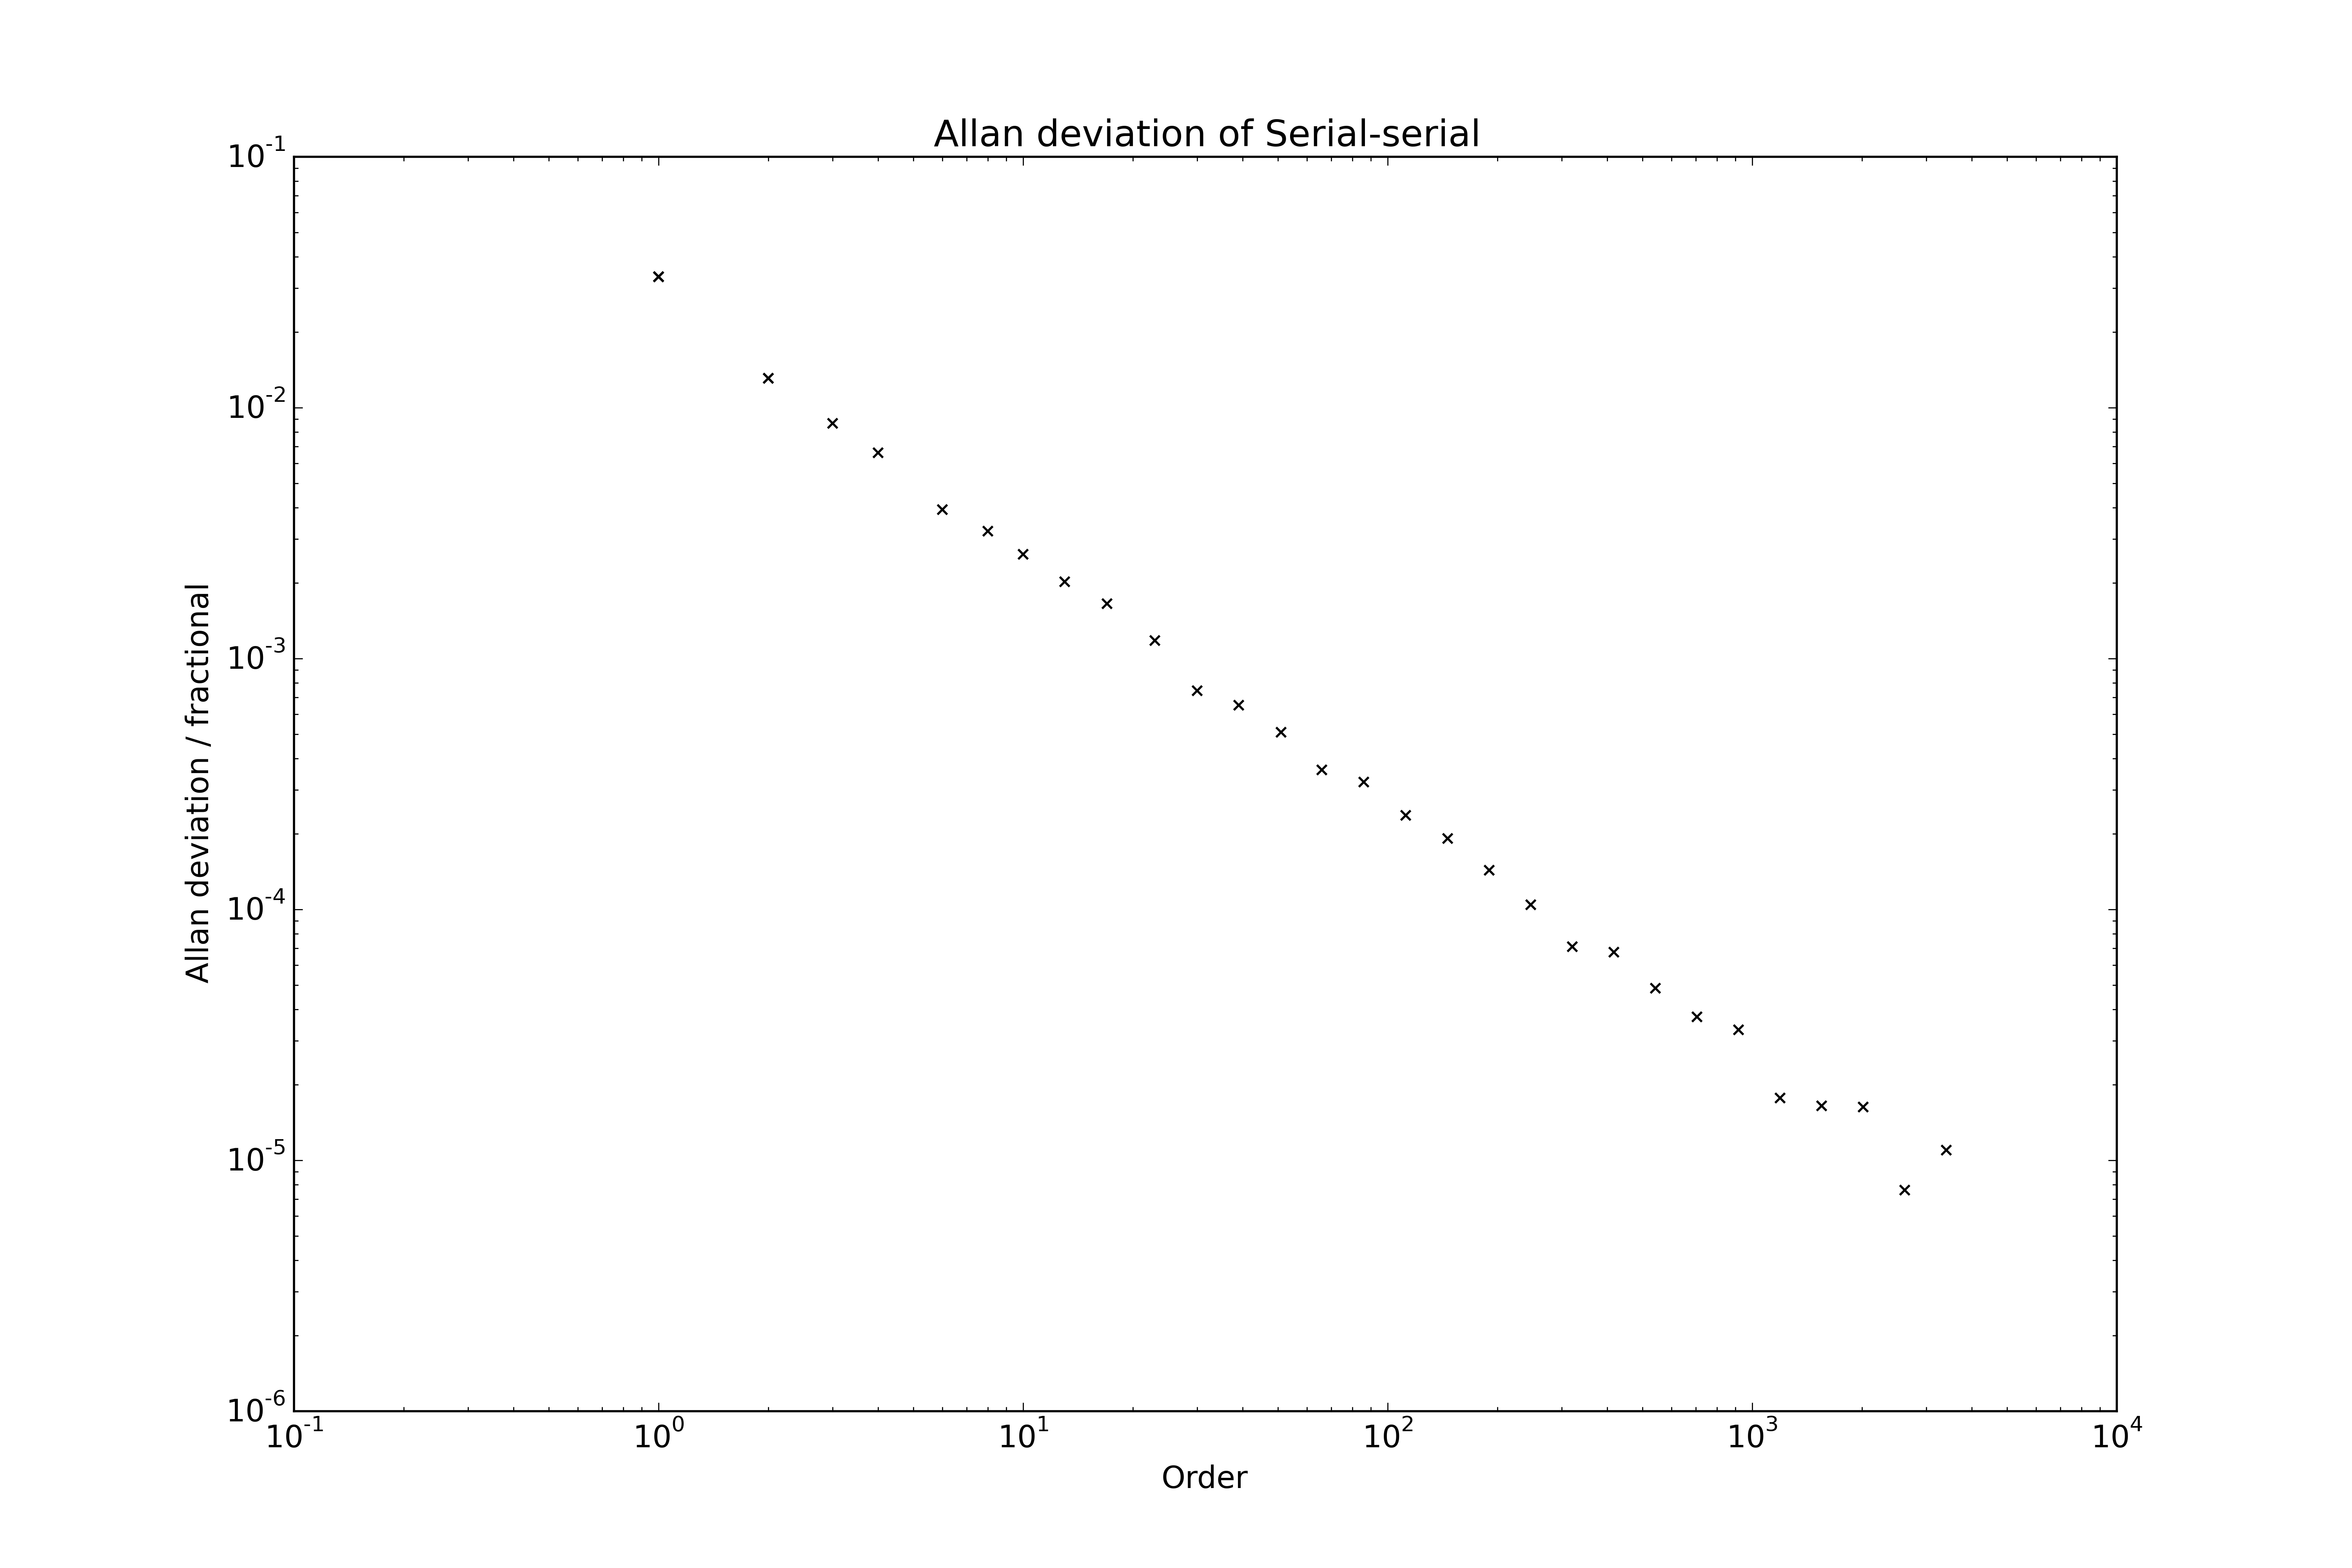 Allan deviation of Serial-serial
10^-1
10^-2
10^-3
10^-4
10^-5
10^-6
Allan deviation / fractional
10^-1 10^0 10^1 10^2 10^3 10^4
Order